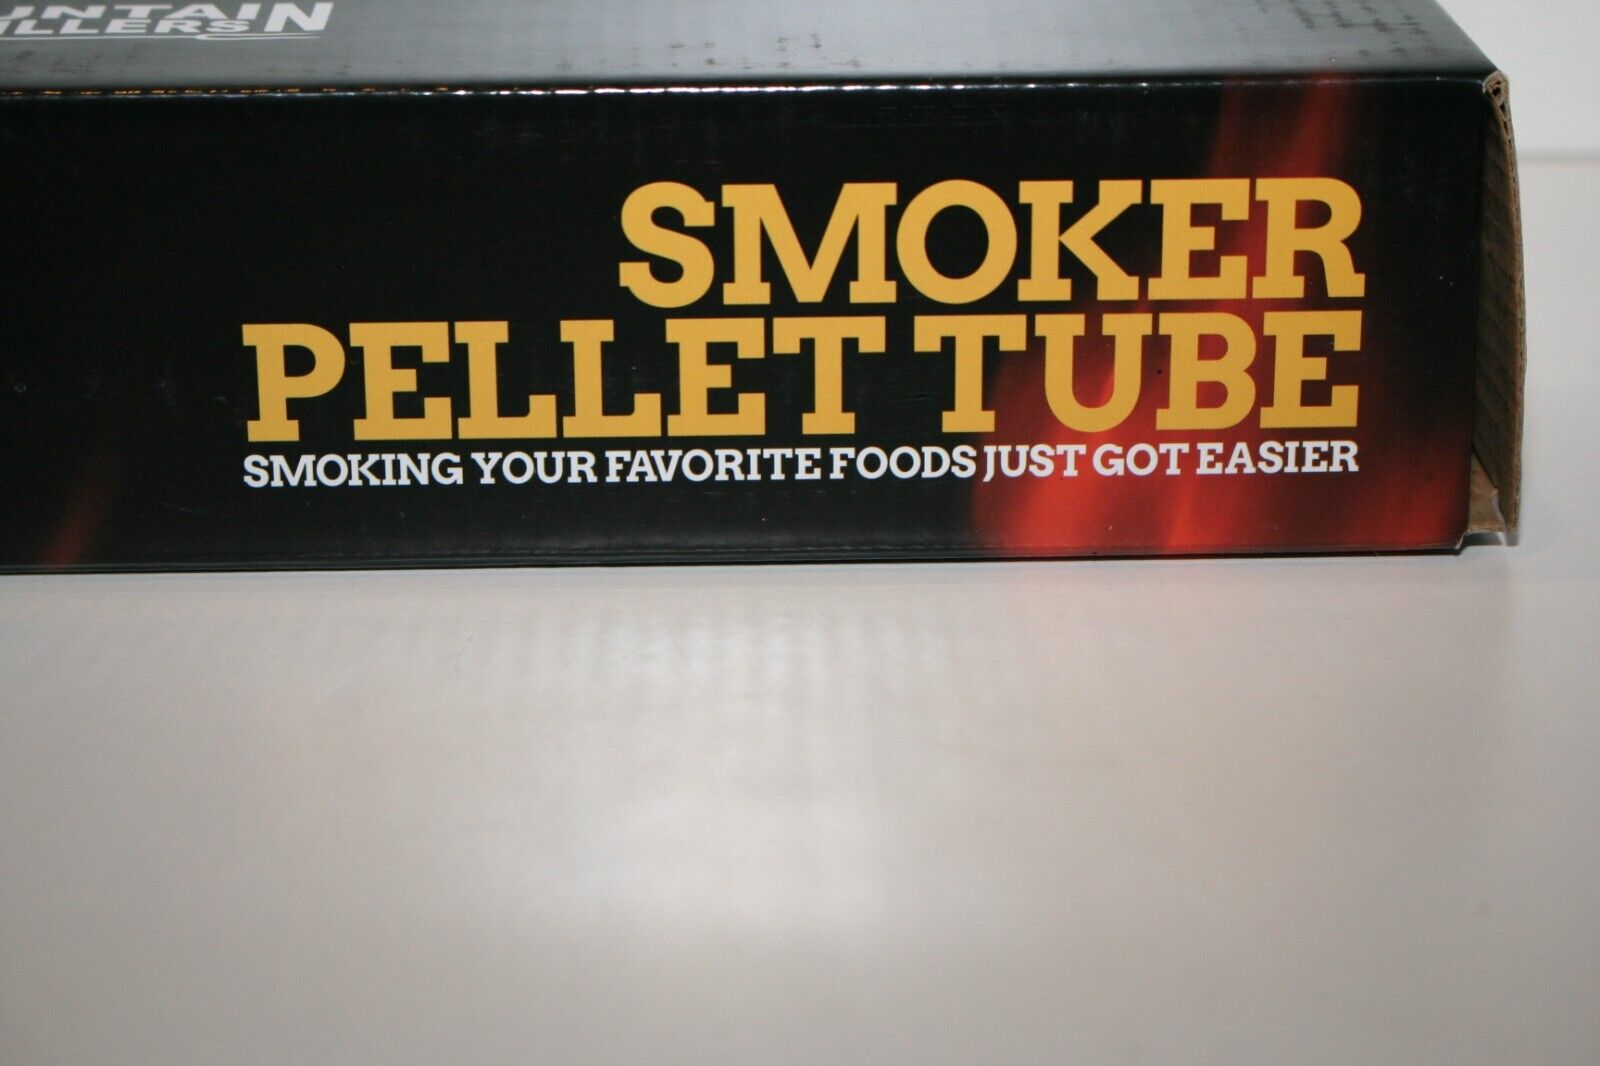 SMOKER
PELLET TUBE
SMOKING YOUR FAVORITE FOODS JUST GOT EASIER